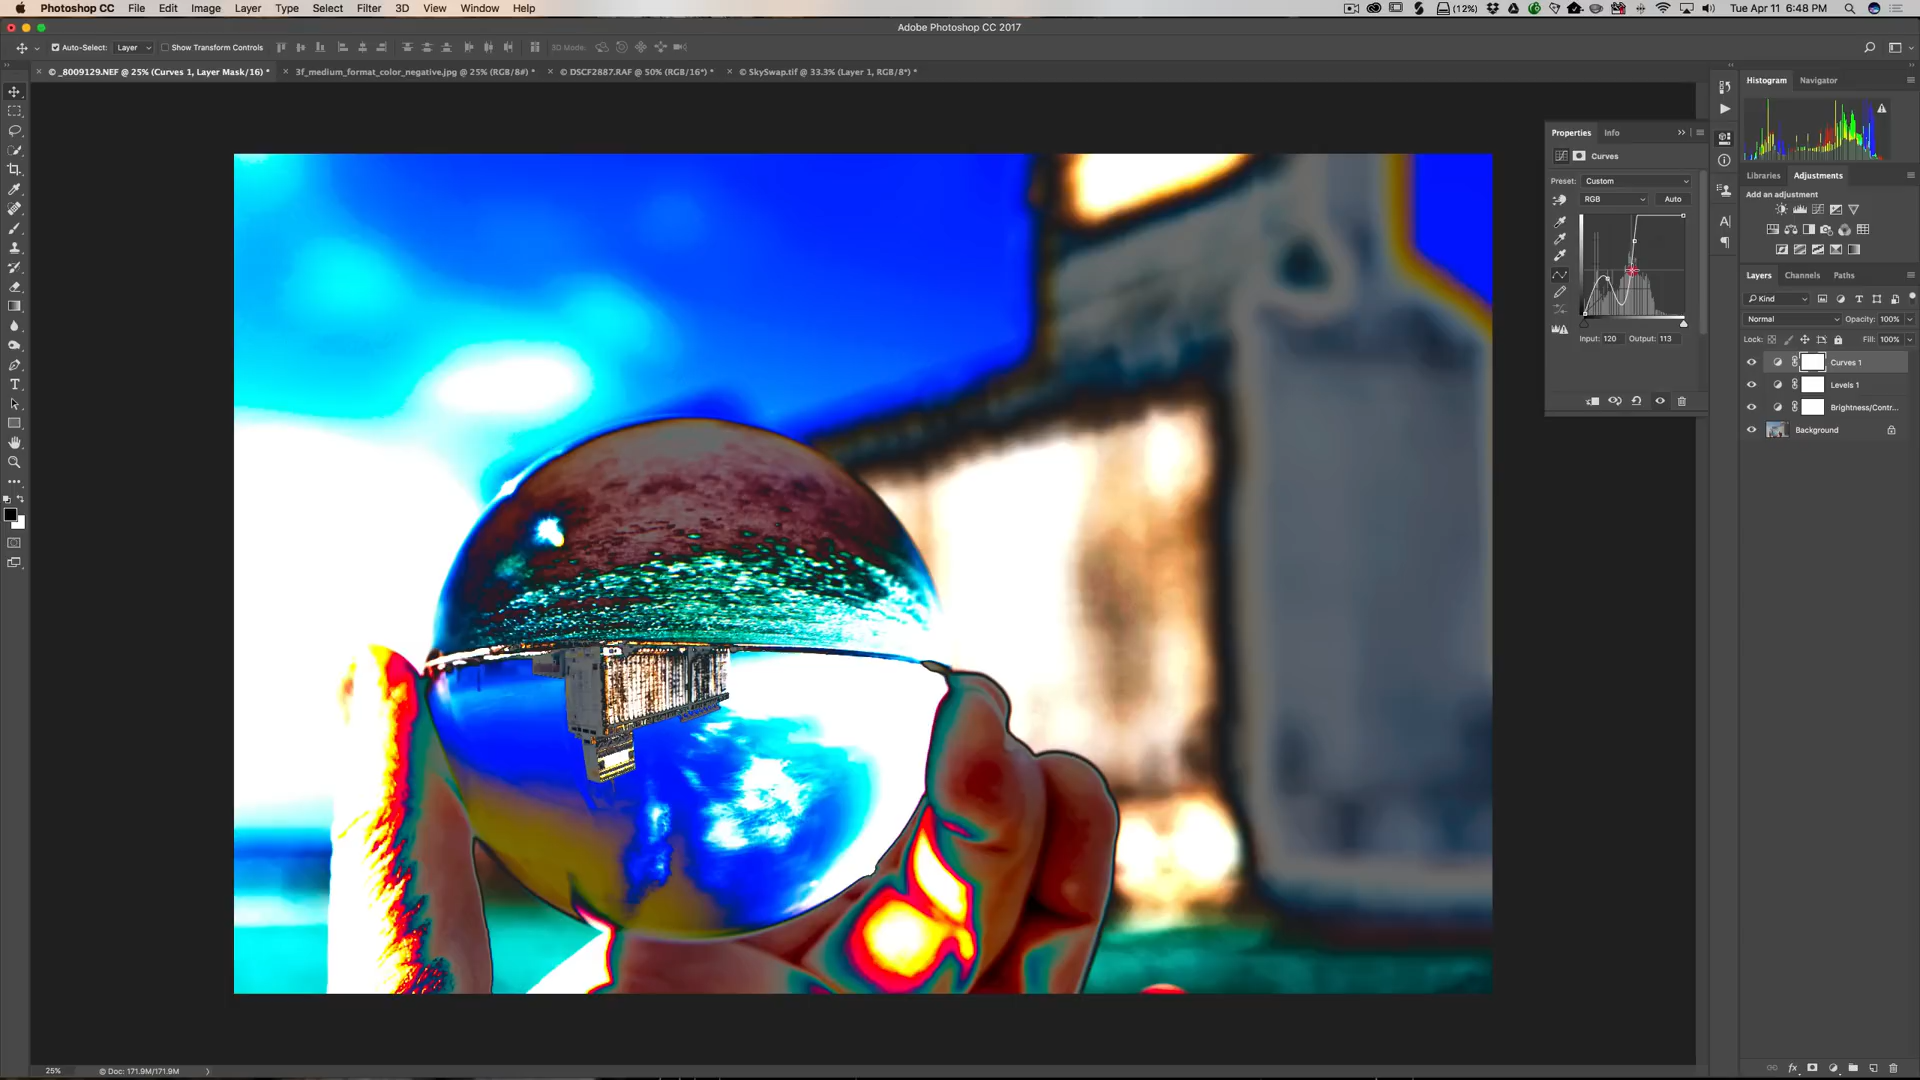 Photoshop CC File Edit Image Layer Type Select Filter 3D View Window Help (12%) Tue Apr 11 6:48 PM
Adobe Photoshop CC 2017
Auto-Select: Layer Show Transform Controls 3D Mode:
© _8009129.NEF @ 25% (Curves 1, Layer Mask/16) * 3f_medium_format_color_negative.jpg @ 25% (RGB/8#) * © DSCF2887.RAF @ 50% (RGB/16*) * © SkySwap.tif @ 33.3% (Layer 1, RGB/8*) *
Histogram Navigator
Properties Info
Curves
Preset: Custom
RGB Auto
Input: 120 Output: 113
Libraries Adjustments
Add an adjustment
Layers Channels Paths
Kind
Normal Opacity: 100%
Lock: Fill: 100%
Curves 1
Levels 1
Brightness/Contr...
Background
25% © Doc: 171.9M/171.9M